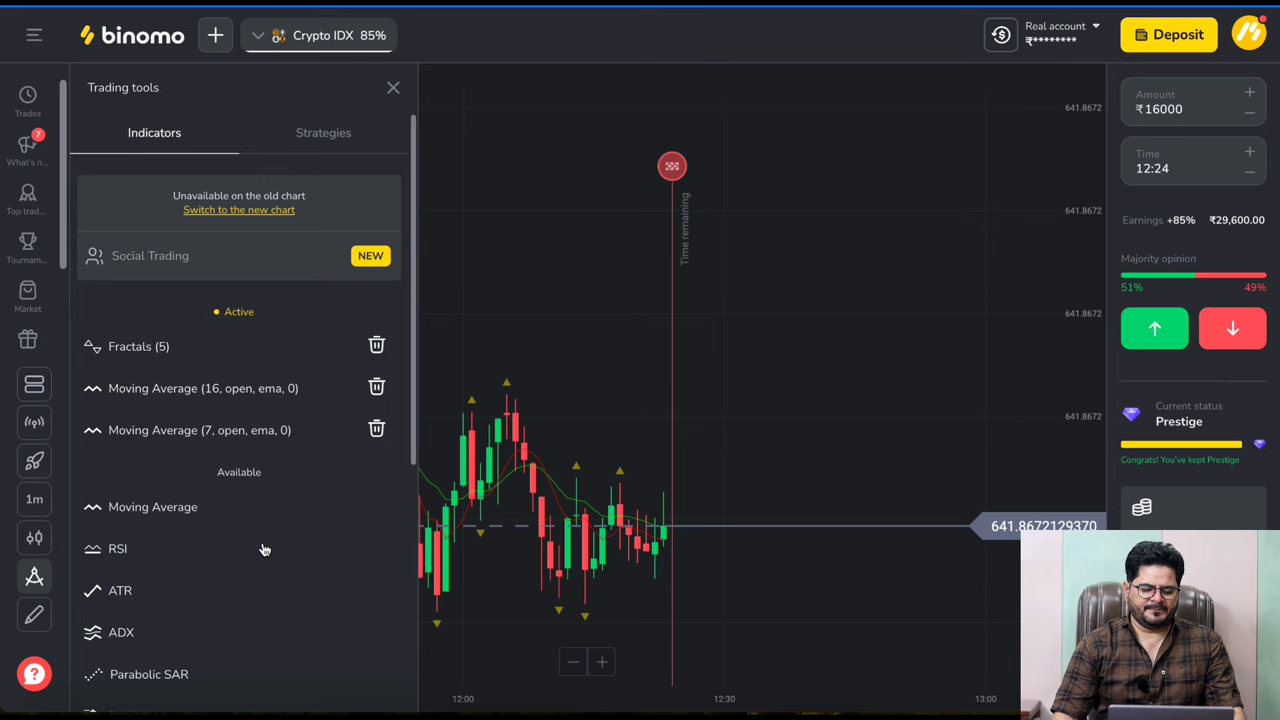 binomo
Crypto IDX 85%
Real account
₹********
Deposit
Trades
7
What's n...
Top trad...
Tournam...
Market
1m
Trading tools
Indicators
Strategies
Unavailable on the old chart
Switch to the new chart
Social Trading
NEW
Active
Fractals (5)
Moving Average (16, open, ema, 0)
Moving Average (7, open, ema, 0)
Available
Moving Average
RSI
ATR
ADX
Parabolic SAR
Time remaining
641.8672
641.8672
641.8672
641.8672
641.8672129370
12:00
12:30
13:00
Amount
₹16000
Time
12:24
Earnings +85% ₹29,600.00
Majority opinion
51% 49%
Current status
Prestige
Congrats! You've kept Prestige